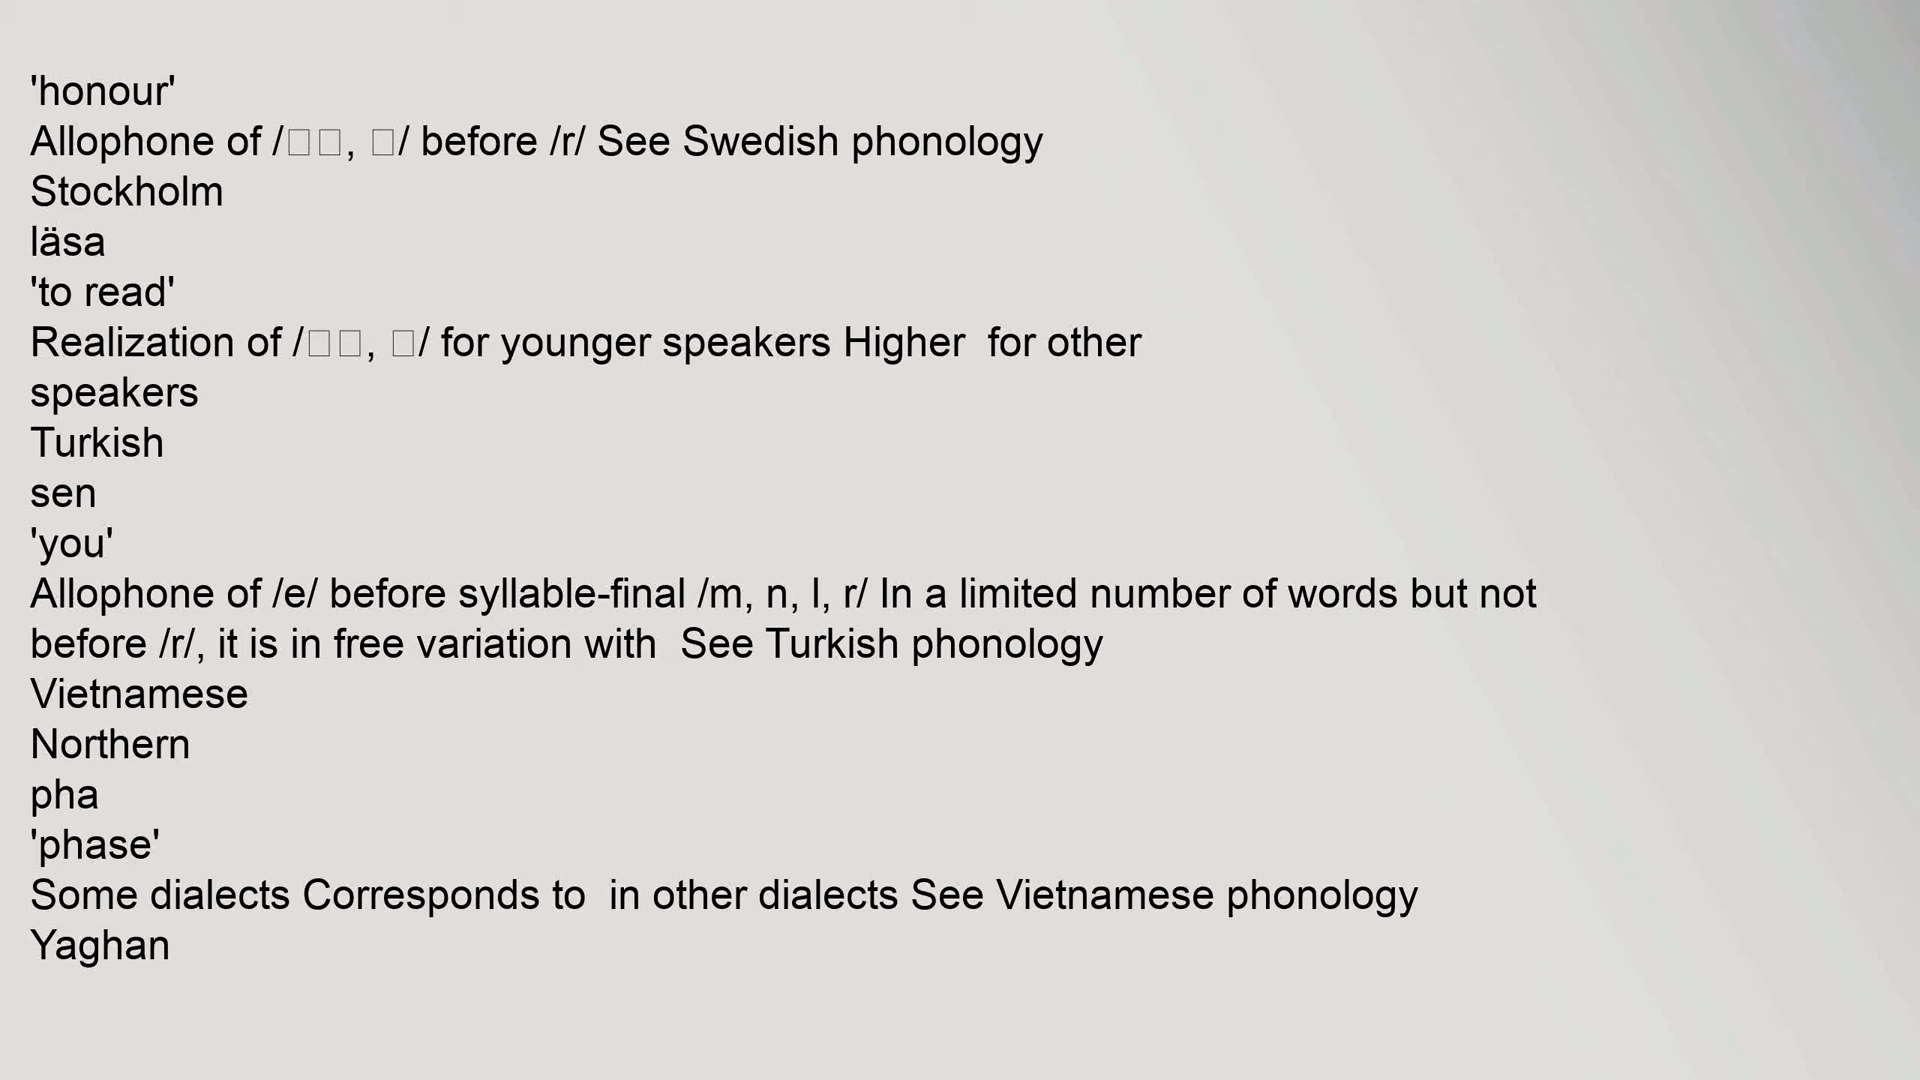 'honour'
Allophone of /□□, □/ before /r/ See Swedish phonology
Stockholm
läsa
'to read'
Realization of /□□, □/ for younger speakers Higher  for other
speakers
Turkish
sen
'you'
Allophone of /e/ before syllable-final /m, n, l, r/ In a limited number of words but not
before /r/, it is in free variation with  See Turkish phonology
Vietnamese
Northern
pha
'phase'
Some dialects Corresponds to  in other dialects See Vietnamese phonology
Yaghan